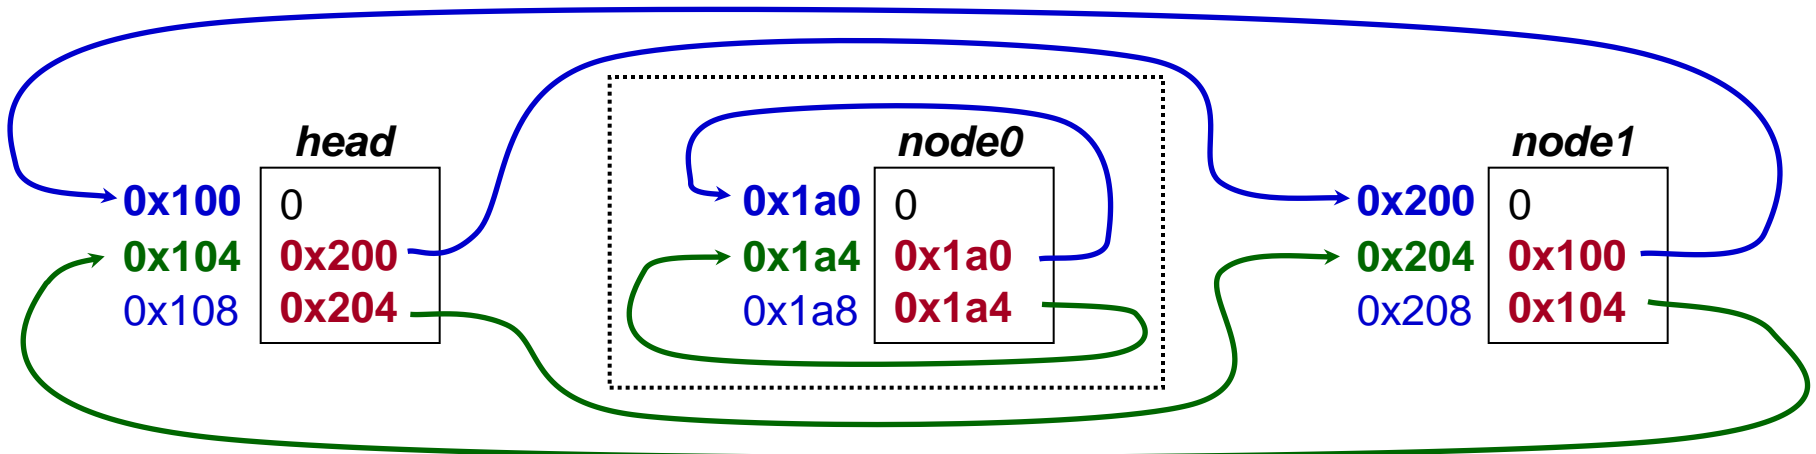 head node0 node1
0x100 0 0x1a0 0 0x200 0
0x104 0x200 0x1a4 0x1a0 0x204 0x100
0x108 0x204 0x1a8 0x1a4 0x208 0x104